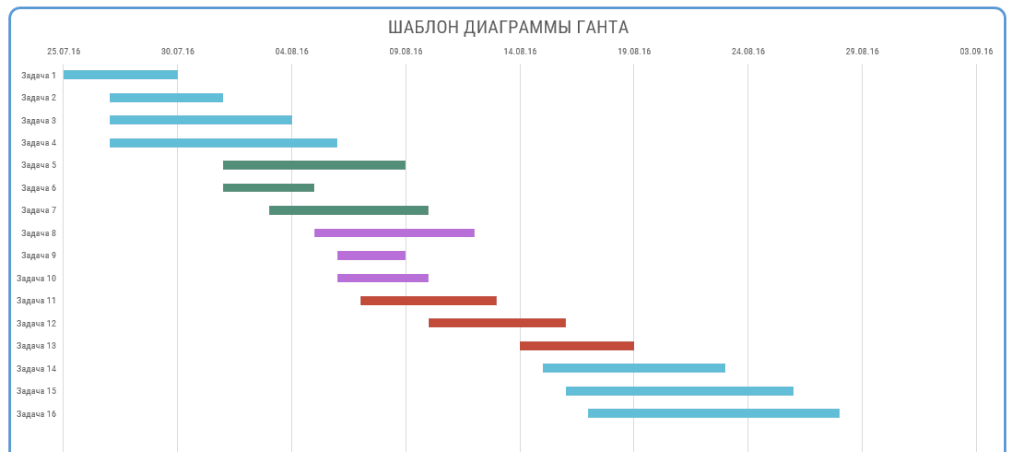 ШАБЛОН ДИАГРАММЫ ГАНТА
25.07.16 30.07.16 04.08.16 09.08.16 14.08.16 19.08.16 24.08.16 29.08.16 03.09.16
Задача 1
Задача 2
Задача 3
Задача 4
Задача 5
Задача 6
Задача 7
Задача 8
Задача 9
Задача 10
Задача 11
Задача 12
Задача 13
Задача 14
Задача 15
Задача 16